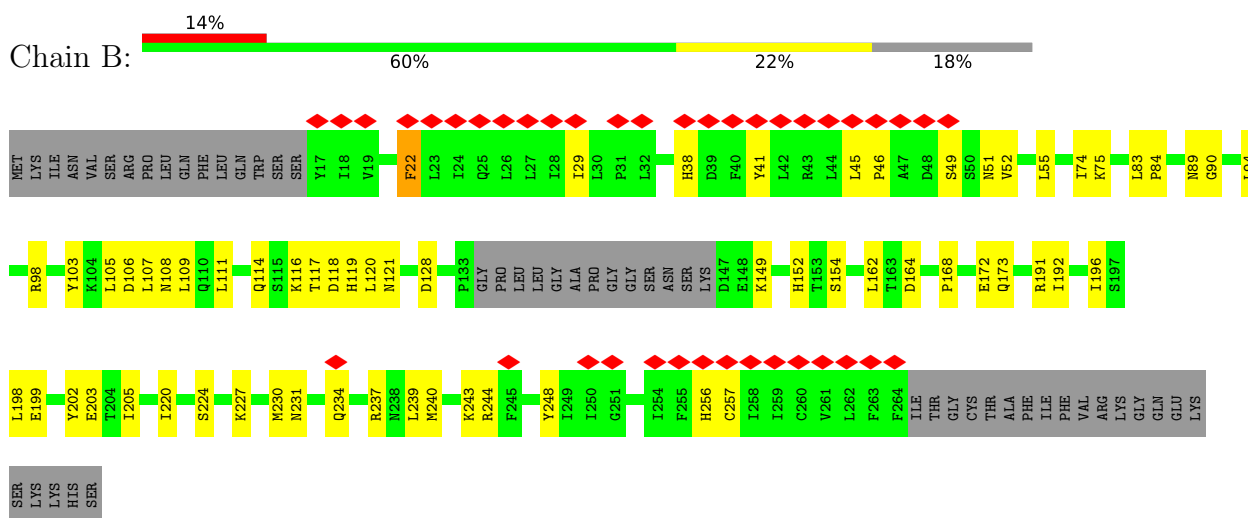 14%
Chain B:
60% 22% 18%
MET LYS ILE ASN VAL SER ARG PRO LEU GLN PHE LEU GLN TRP SER SER Y17 I18 V19 F22 L23 I24 Q25 L26 L27 I28 I29 L30 P31 L32 H38 D39 F40 Y41 L42 R43 L44 L45 P46 A47 D48 S49 S50 N51 V52 L55 I74 K75 L83 P84 N89 G90
R98 Y103 K104 L105 D106 L107 N108 L109 Q110 L111 Q114 S115 K116 T117 D118 H119 L120 N121 D128 P133 GLY PRO LEU LEU GLY ALA PRO GLY GLY SER ASN SER LYS D147 E148 K149 H152 T153 S154 L162 T163 D164 P168 E172 Q173 R191 I192 I196 S197
L198 E199 Y202 E203 T204 I205 I220 S224 K227 M230 N231 Q234 R237 N238 L239 M240 K243 R244 F245 Y248 I249 I250 G251 I254 F255 H256 C257 I258 I259 C260 V261 L262 F263 F264 ILE THR GLY CYS THR ALA PHE ILE PHE VAL ARG LYS GLY GLN GLU LYS
SER LYS LYS HIS SER